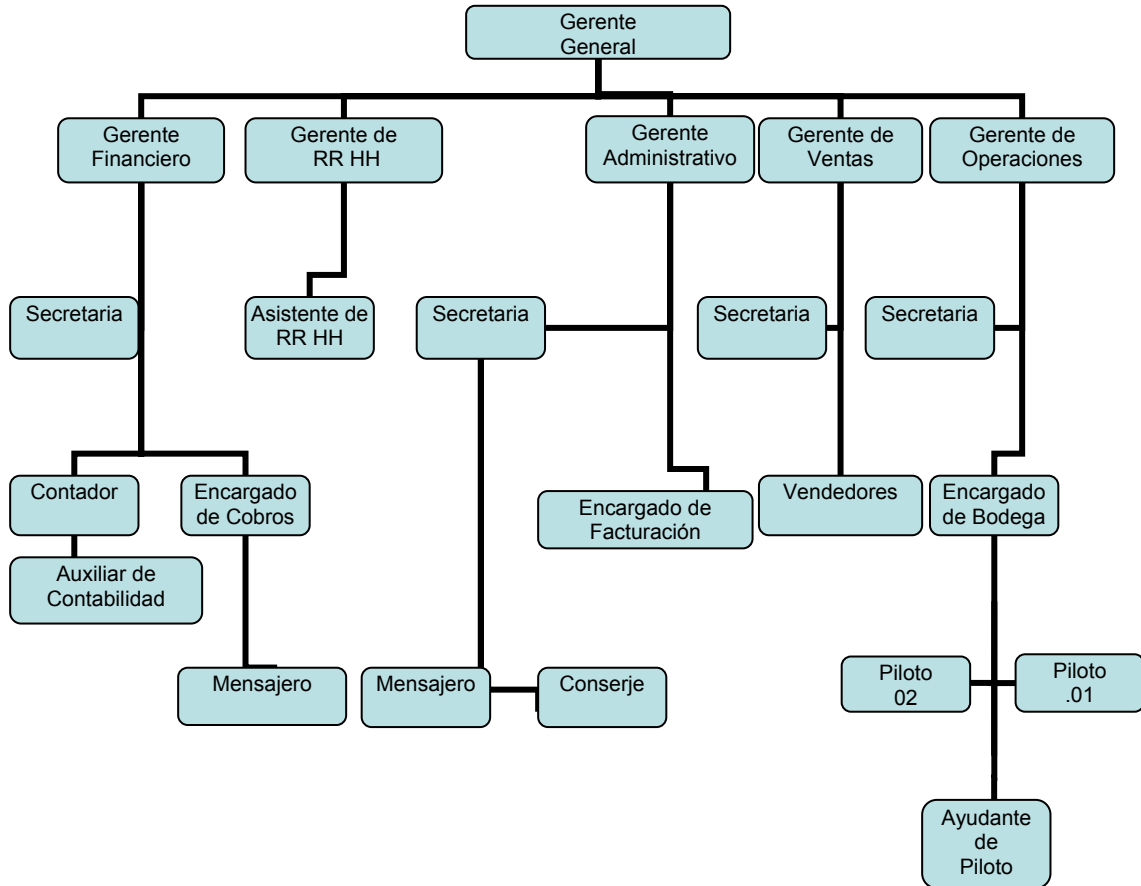 Gerente
General
Gerente
Financiero
Gerente de
RR HH
Gerente
Administrativo
Gerente de
Ventas
Gerente de
Operaciones
Secretaria
Asistente de
RR HH
Secretaria
Secretaria
Secretaria
Contador
Encargado
de Cobros
Encargado de
Facturación
Vendedores
Encargado
de Bodega
Auxiliar de
Contabilidad
Mensajero
Mensajero
Conserje
Piloto
02
Piloto
.01
Ayudante
de
Piloto